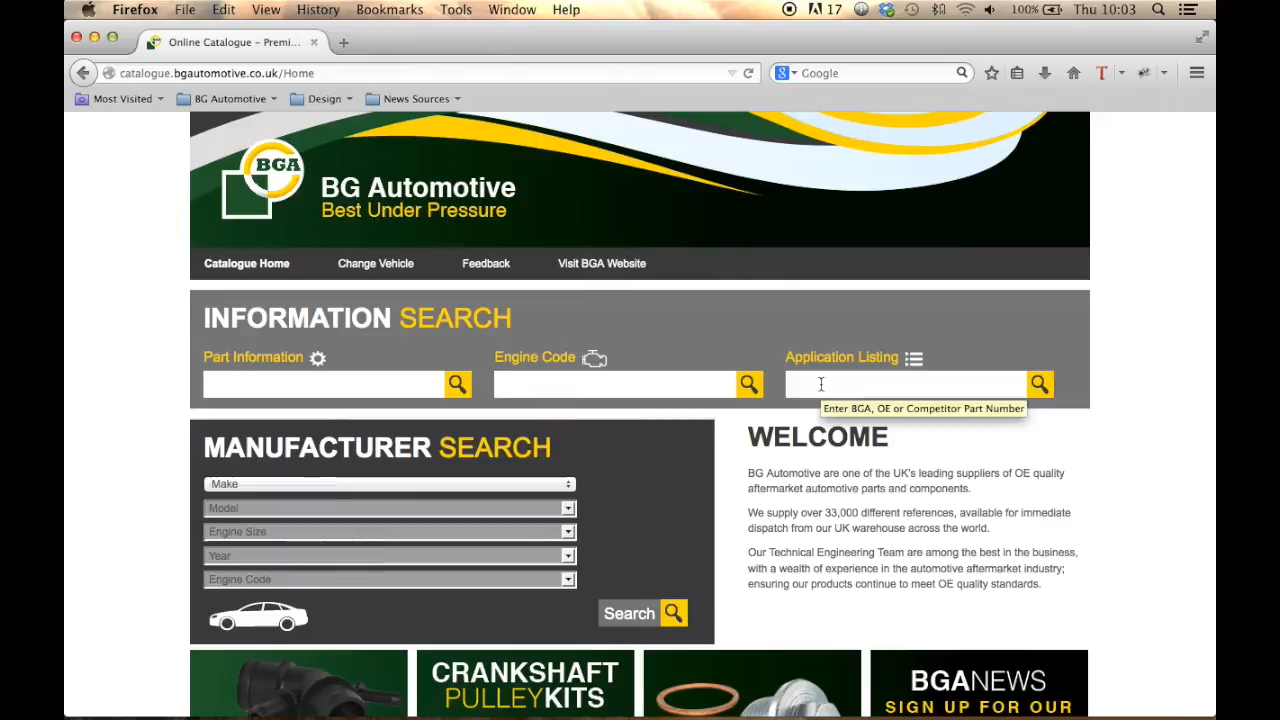 Firefox File Edit View History Bookmarks Tools Window Help 17 100% Thu 10:03
Online Catalogue – Premi...
catalogue.bgautomotive.co.uk/Home Google
Most Visited BG Automotive Design News Sources
BGA
BG Automotive
Best Under Pressure
Catalogue Home Change Vehicle Feedback Visit BGA Website
INFORMATION SEARCH
Part Information Engine Code Application Listing
Enter BGA, OE or Competitor Part Number
MANUFACTURER SEARCH
Make
Model
Engine Size
Year
Engine Code
Search
WELCOME
BG Automotive are one of the UK's leading suppliers of OE quality
aftermarket automotive parts and components.
We supply over 33,000 different references, available for immediate
dispatch from our UK warehouse across the world.
Our Technical Engineering Team are among the best in the business,
with a wealth of experience in the automotive aftermarket industry;
ensuring our products continue to meet OE quality standards.
CRANKSHAFT
PULLEYKITS
BGANEWS
SIGN UP FOR OUR